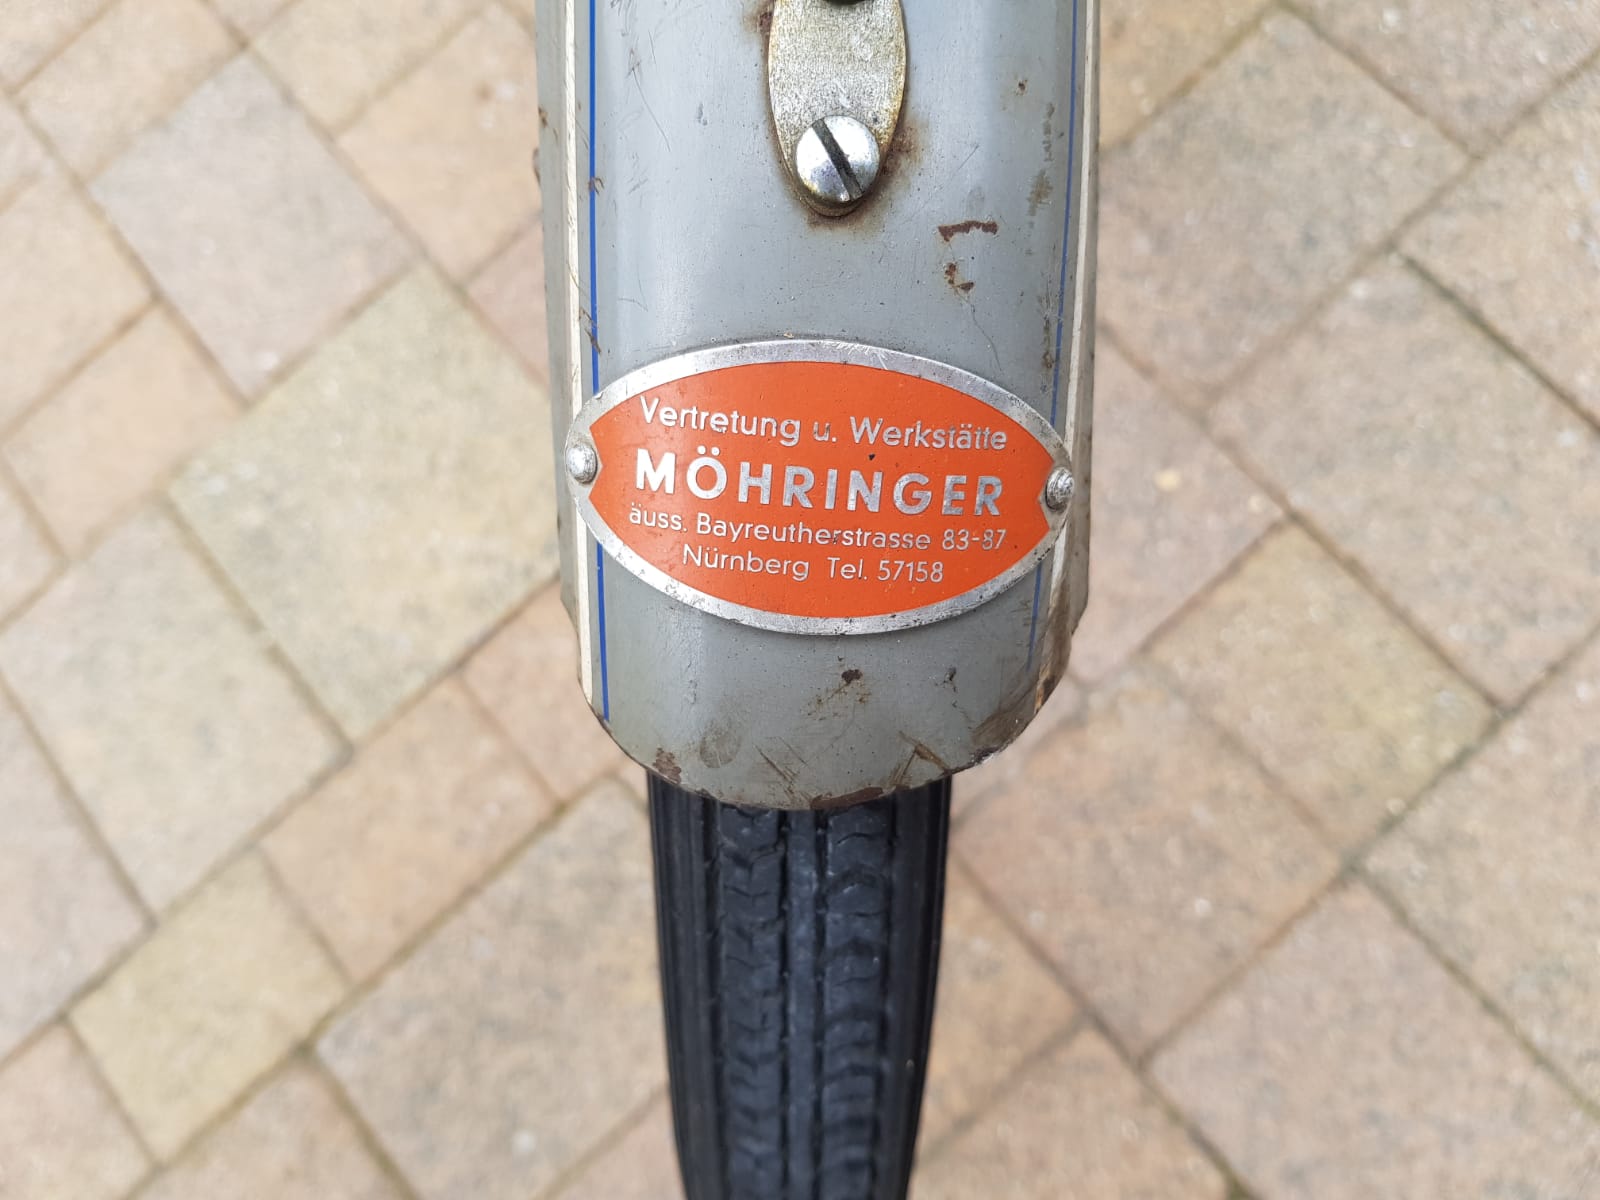 Vertretung u. Werkstätte
MÖHRINGER
äuss. Bayreutherstrasse 83-87
Nürnberg Tel. 57158